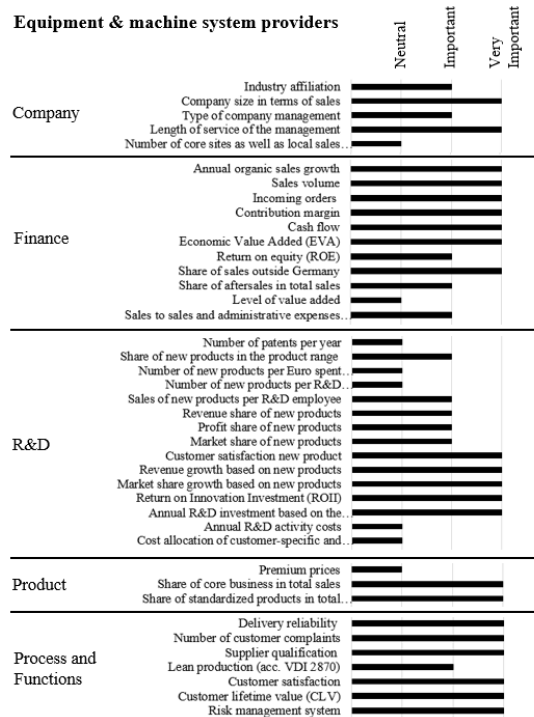 Equipment & machine system providers
Neutral
Important
Very
Important
Company
Industry affiliation
Company size in terms of sales
Type of company management
Length of service of the management
Number of core sites as well as local sales…
Finance
Annual organic sales growth
Sales volume
Incoming orders
Contribution margin
Cash flow
Economic Value Added (EVA)
Return on equity (ROE)
Share of sales outside Germany
Share of aftersales in total sales
Level of value added
Sales to sales and administrative expenses…
R&D
Number of patents per year
Share of new products in the product range
Number of new products per Euro spent…
Number of new products per R&D…
Sales of new products per R&D employee
Revenue share of new products
Profit share of new products
Market share of new products
Customer satisfaction new product
Revenue growth based on new products
Market share growth based on new products
Return on Innovation Investment (ROII)
Annual R&D investment based on the…
Annual R&D activity costs
Cost allocation of customer-specific and…
Product
Premium prices
Share of core business in total sales
Share of standardized products in total…
Process and
Functions
Delivery reliability
Number of customer complaints
Supplier qualification
Lean production (acc. VDI 2870)
Customer satisfaction
Customer lifetime value (CLV)
Risk management system